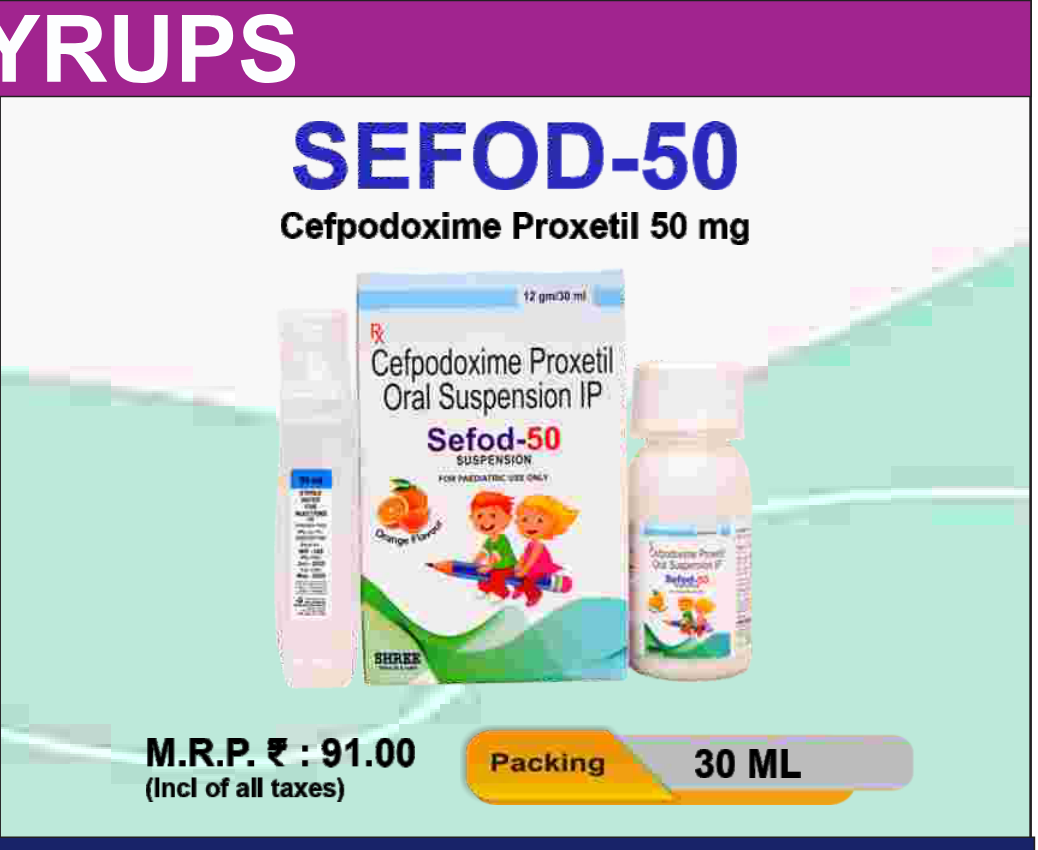 YRUPS
SEFOD-50
Cefpodoxime Proxetil 50 mg
12 gm/30 ml
Rx
Cefpodoxime Proxetil
Oral Suspension IP
Sefod-50
SUSPENSION
FOR PAEDIATRIC USE ONLY
Orange Flavour
SHREE
Cefpodoxime Proxetil
Oral Suspension IP
Sefod-50
M.R.P. ₹ : 91.00
(Incl of all taxes)
Packing
30 ML